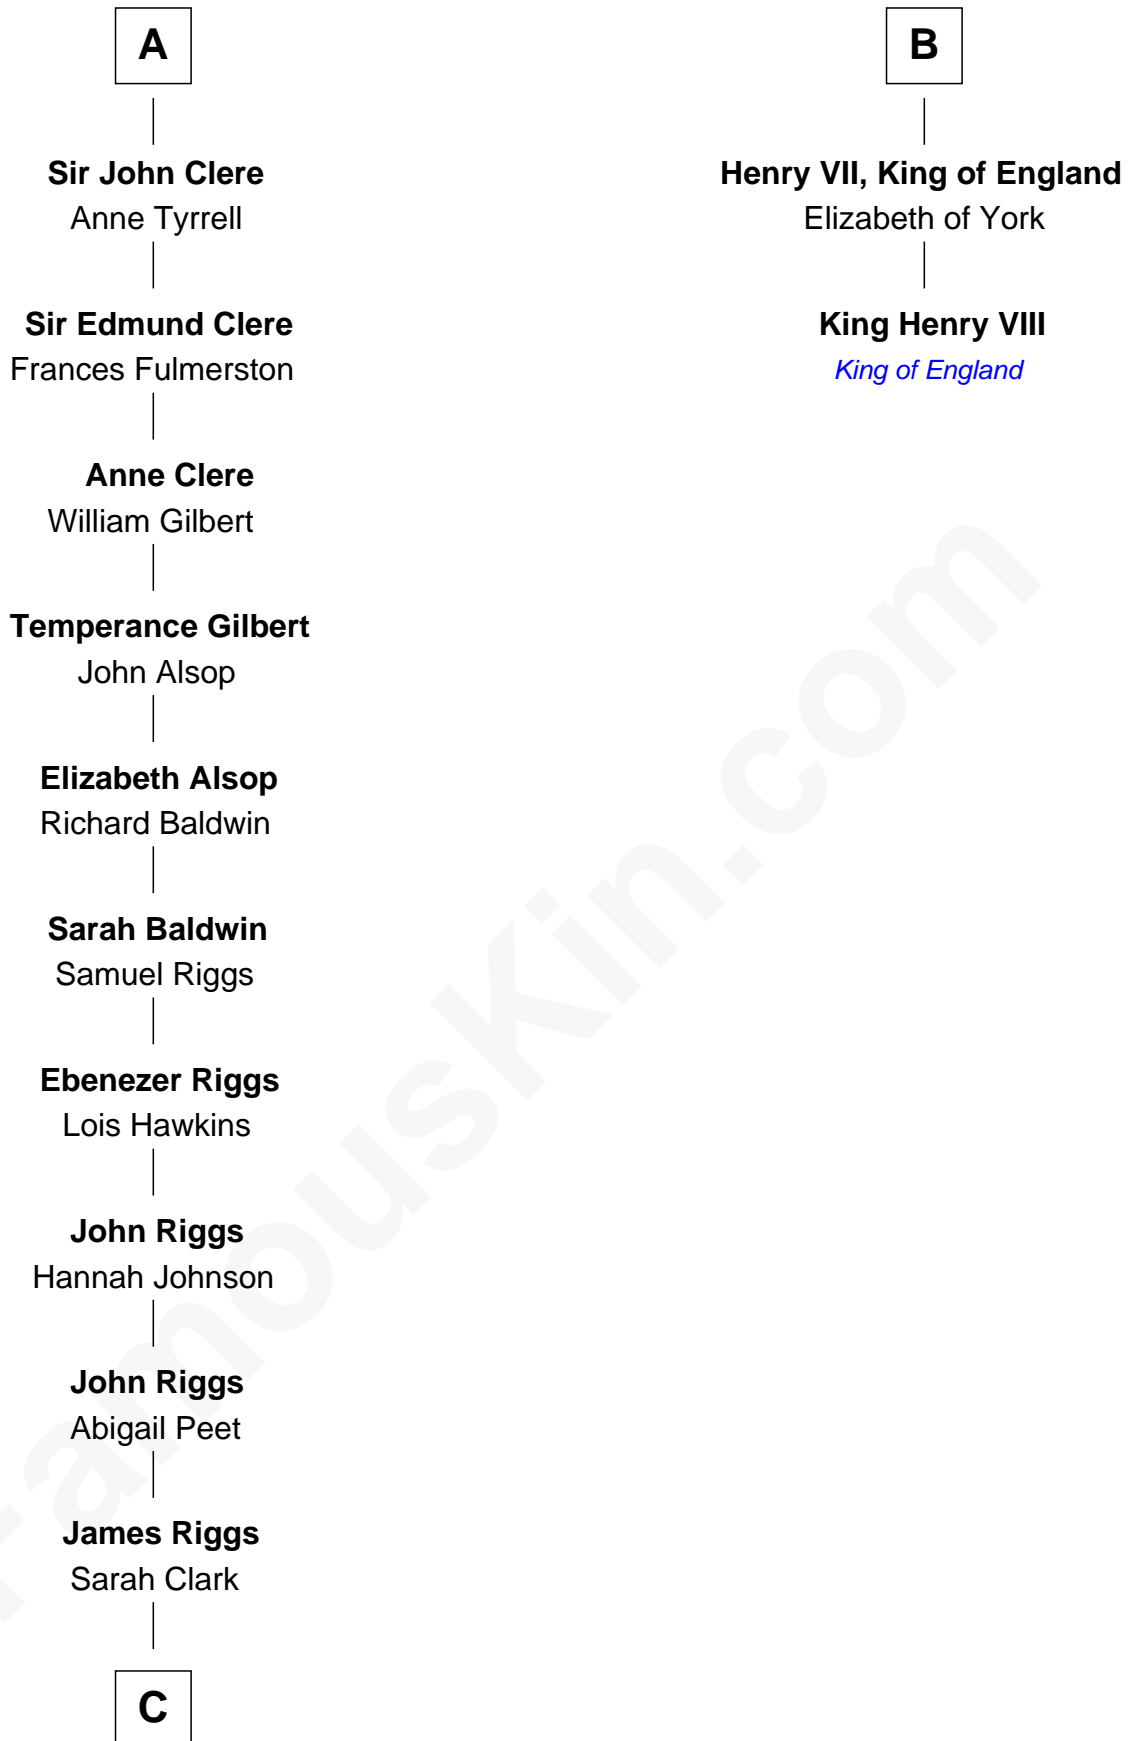 A
B
Sir John Clere
Anne Tyrrell
Henry VII, King of England
Elizabeth of York
Sir Edmund Clere
Frances Fulmerston
King Henry VIII
King of England
Anne Clere
William Gilbert
Temperance Gilbert
John Alsop
Elizabeth Alsop
Richard Baldwin
Sarah Baldwin
Samuel Riggs
Ebenezer Riggs
Lois Hawkins
John Riggs
Hannah Johnson
John Riggs
Abigail Peet
James Riggs
Sarah Clark
C
FamousKin.com